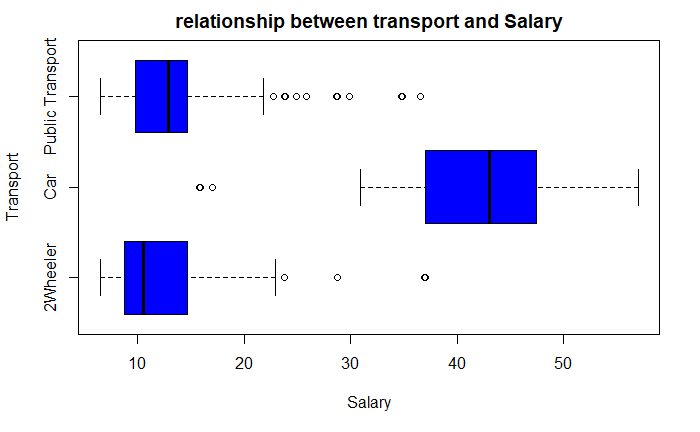 relationship between transport and Salary
Transport
Public Transport
Car
2Wheeler
10 20 30 40 50
Salary